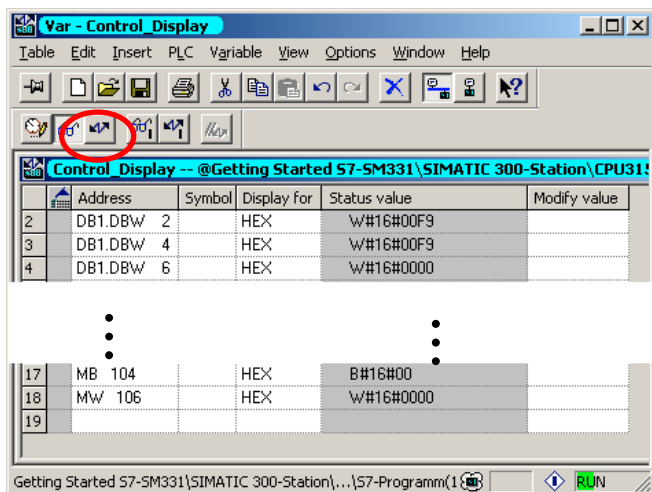 Var - Control_Display
Table Edit Insert PLC Variable View Options Window Help
Control_Display -- @Getting Started S7-SM331\SIMATIC 300-Station\CPU315
Address Symbol Display for Status value Modify value
2 DB1.DBW 2 HEX W#16#00F9
3 DB1.DBW 4 HEX W#16#00F9
4 DB1.DBW 6 HEX W#16#0000
17 MB 104 HEX B#16#00
18 MW 106 HEX W#16#0000
19
Getting Started S7-SM331\SIMATIC 300-Station\...\S7-Programm(1 RUN